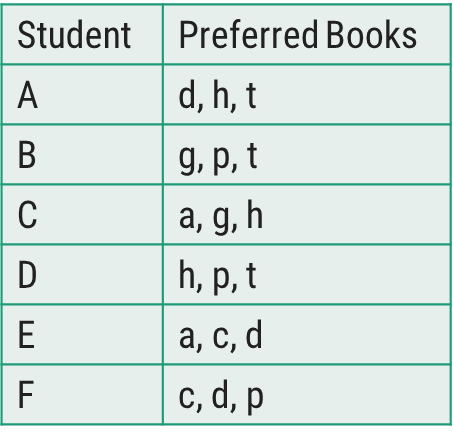 Student Preferred Books
A d, h, t
B g, p, t
C a, g, h
D h, p, t
E a, c, d
F c, d, p